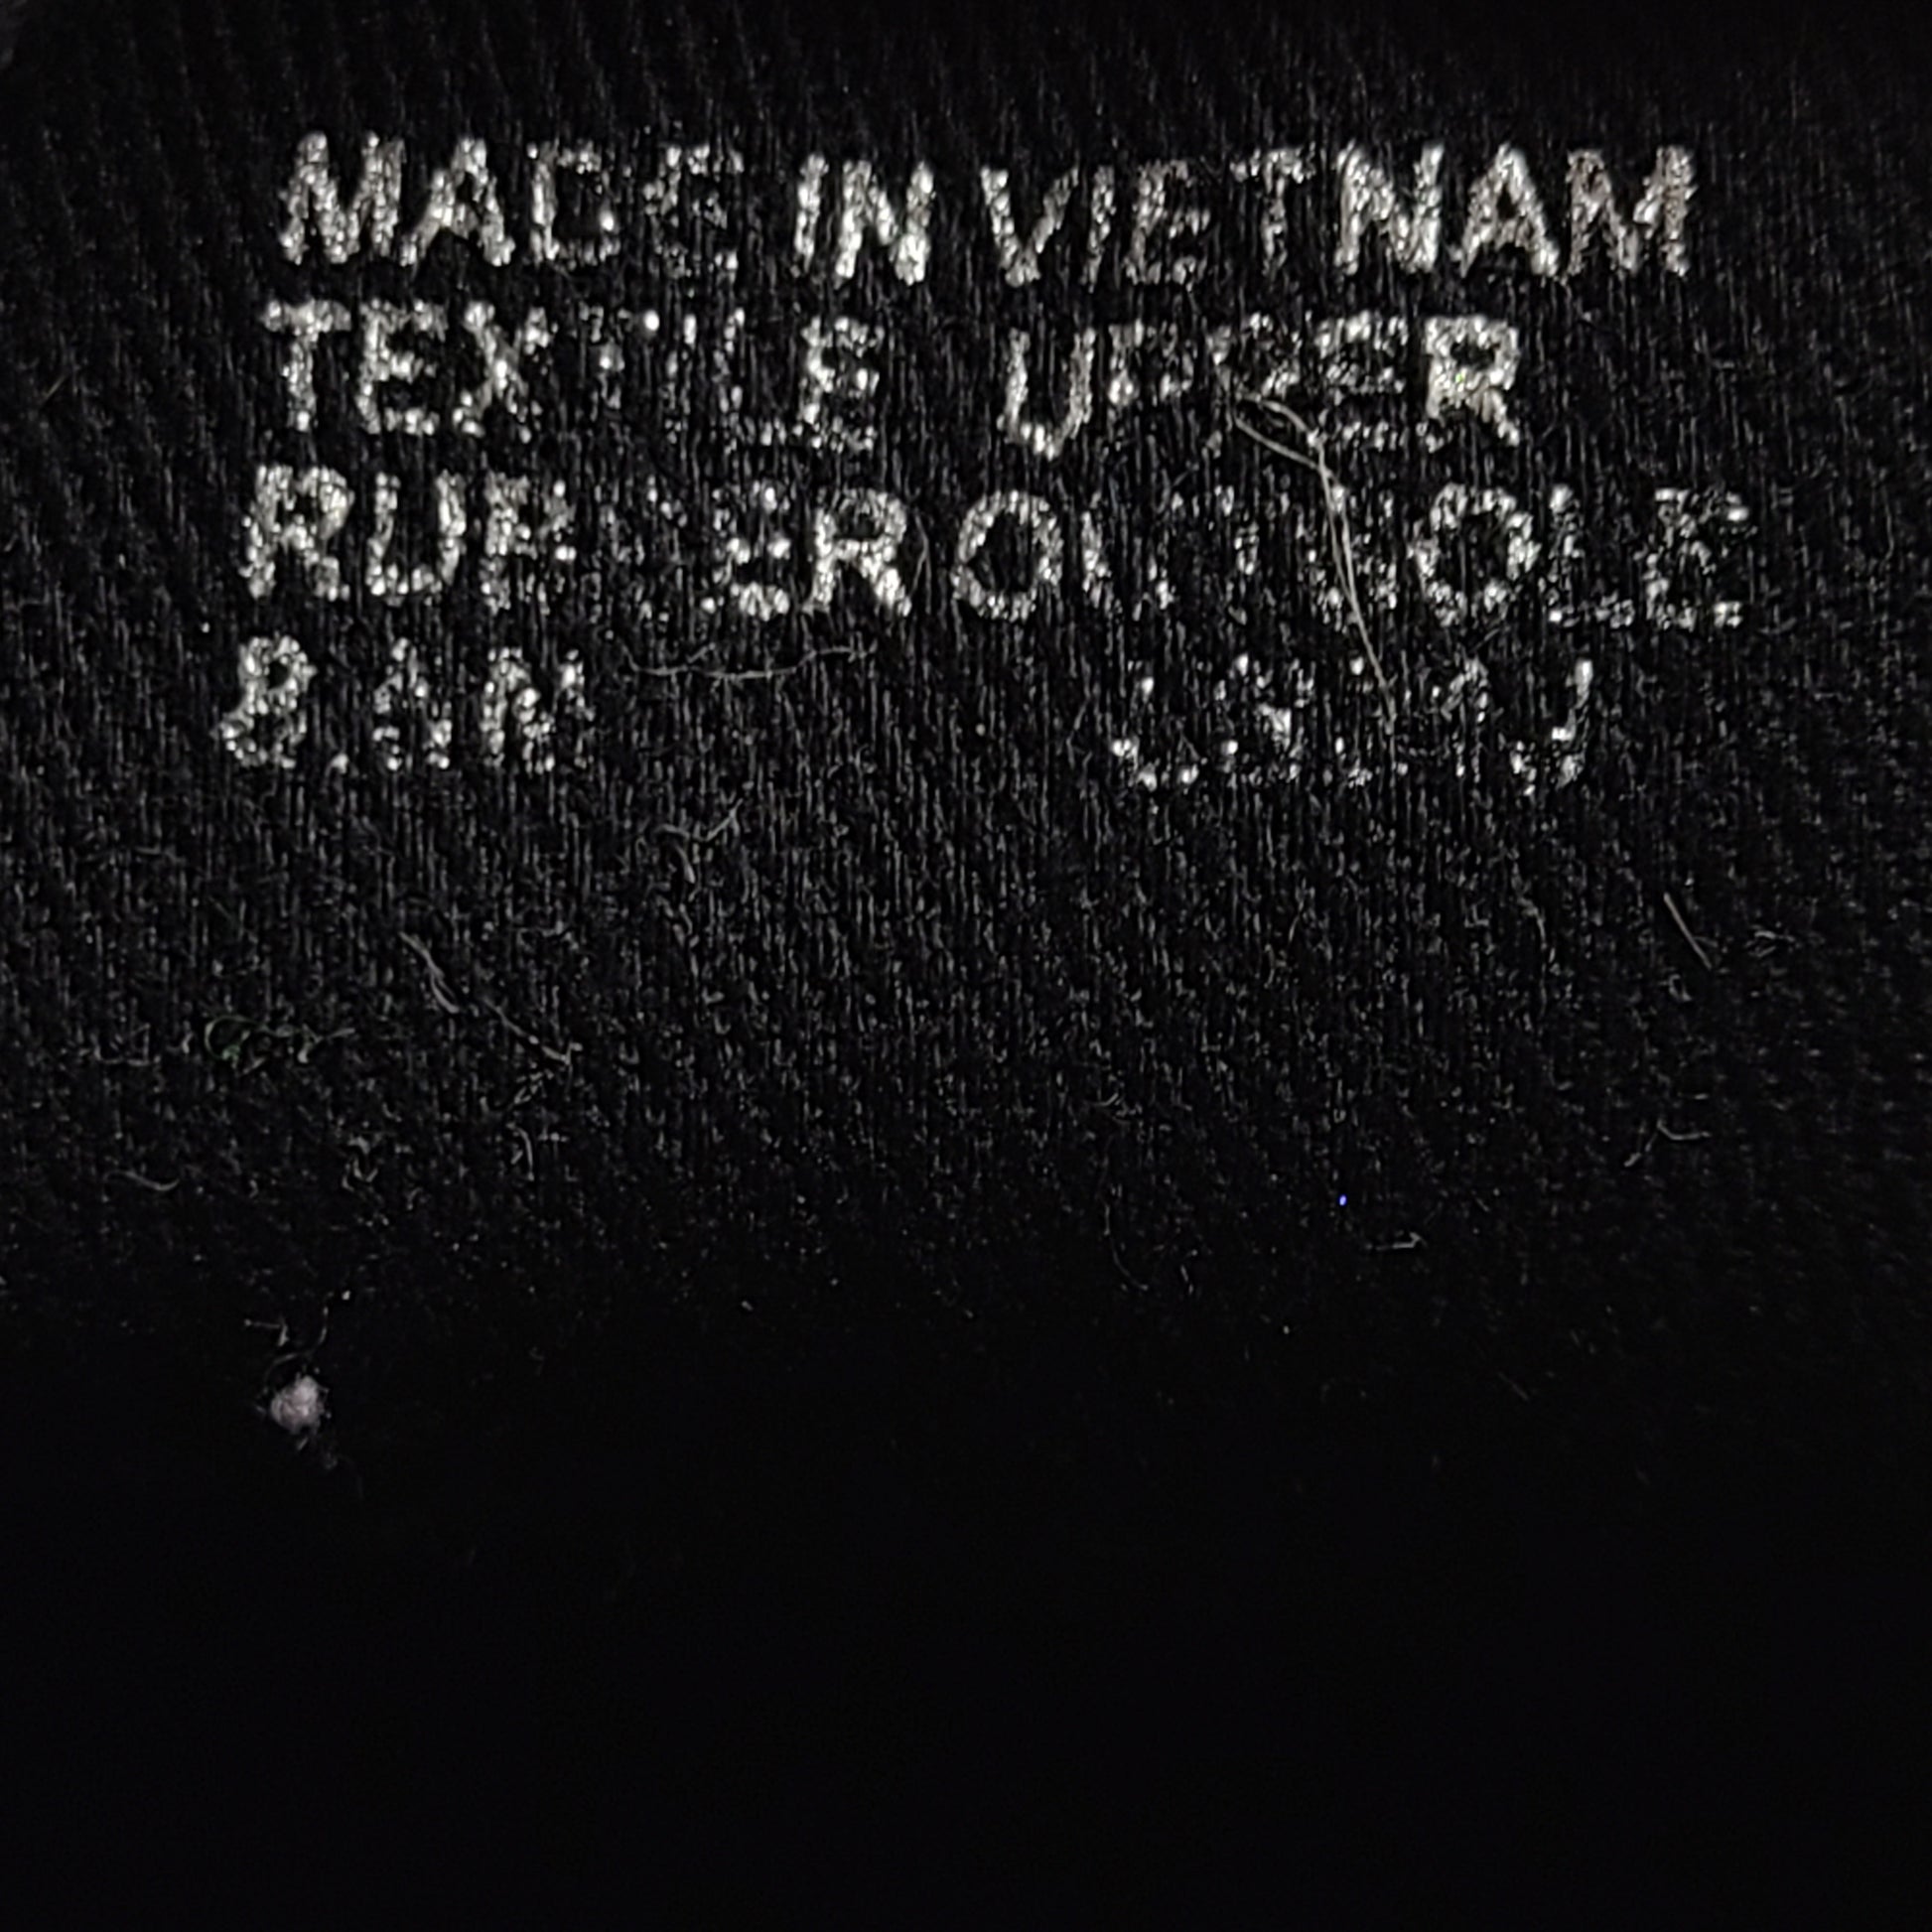 MADE IN VIETNAM
TEXTILE UPPER
RUBBER OUTSOLE